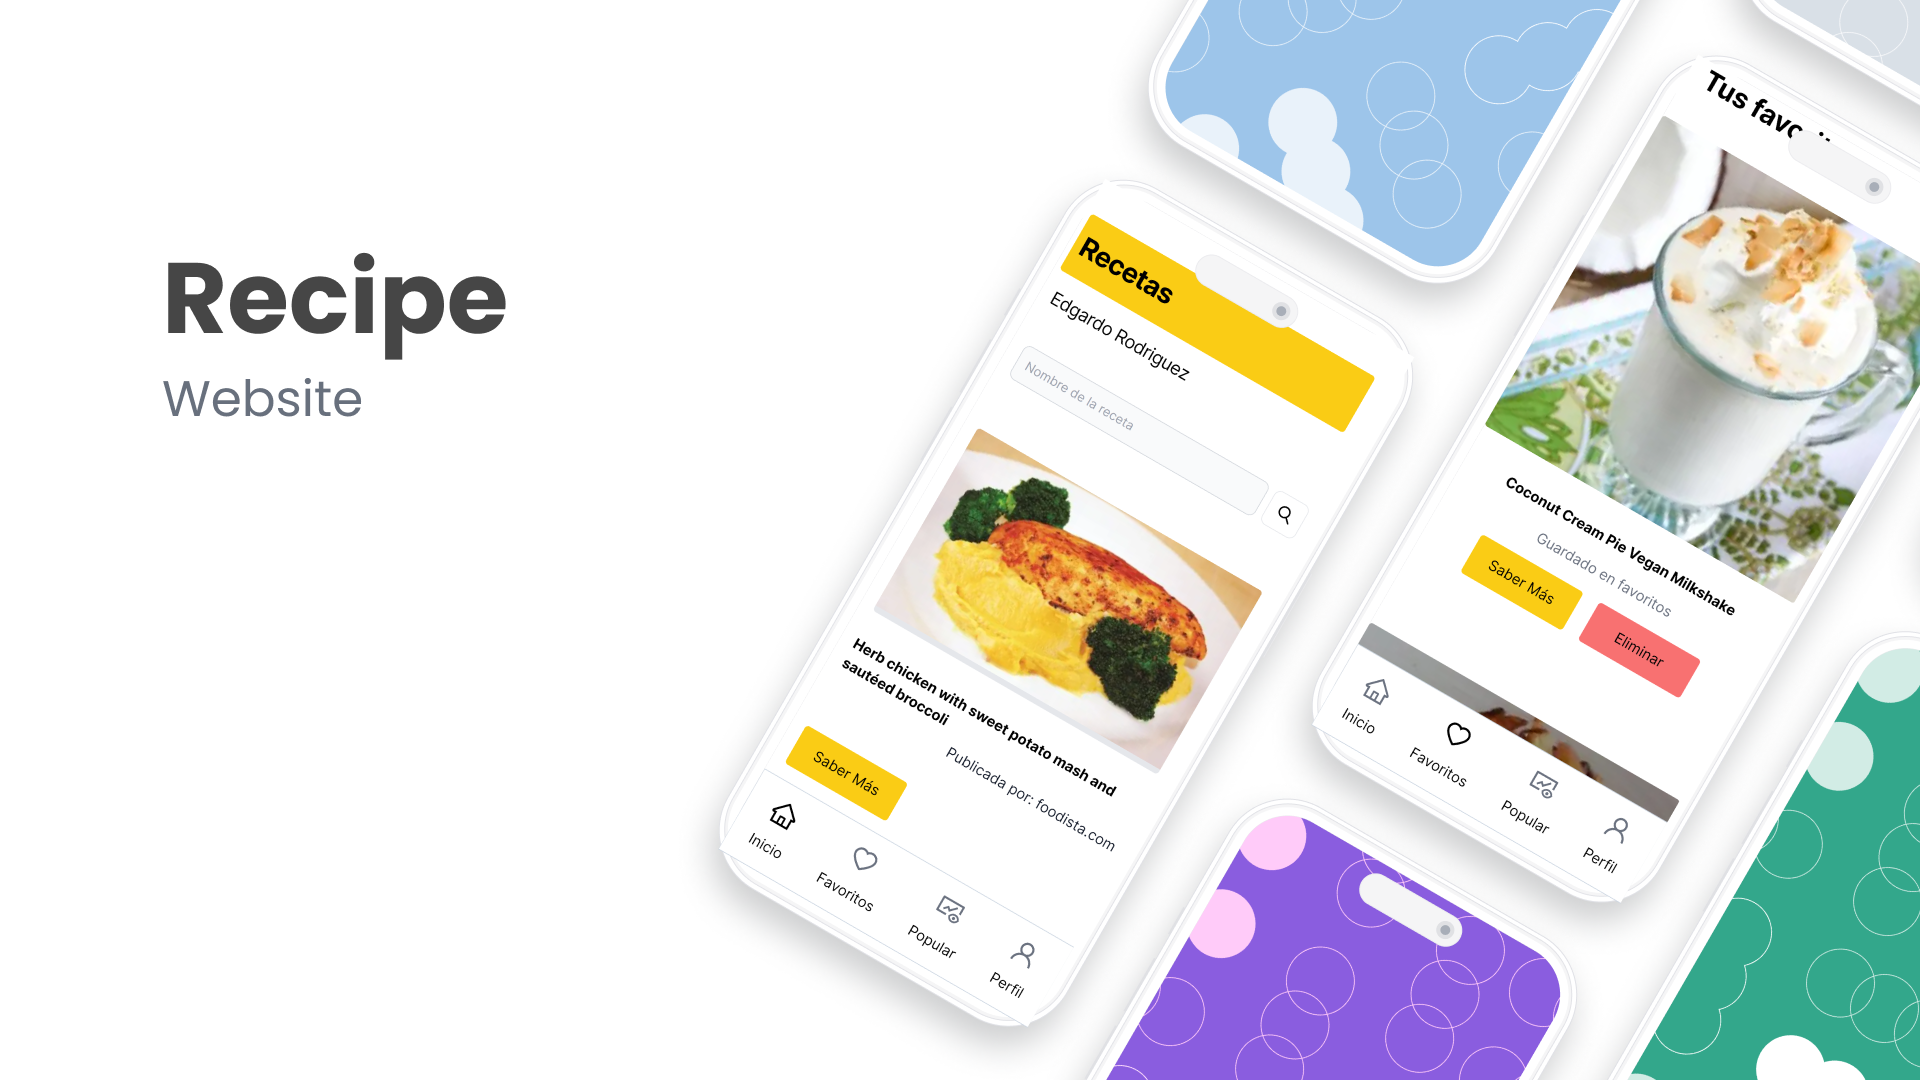 Recipe
Website
Recetas
Edgardo Rodriguez
Nombre de la receta
Herb chicken with sweet potato mash and
sautéed broccoli
Publicada por: foodista.com
Saber Más
Inicio
Favoritos
Popular
Perfil
Tus
Coconut Cream Pie Vegan Milkshake
Guardado en favoritos
Saber Más
Eliminar
Inicio
Favoritos
Popular
Perfil